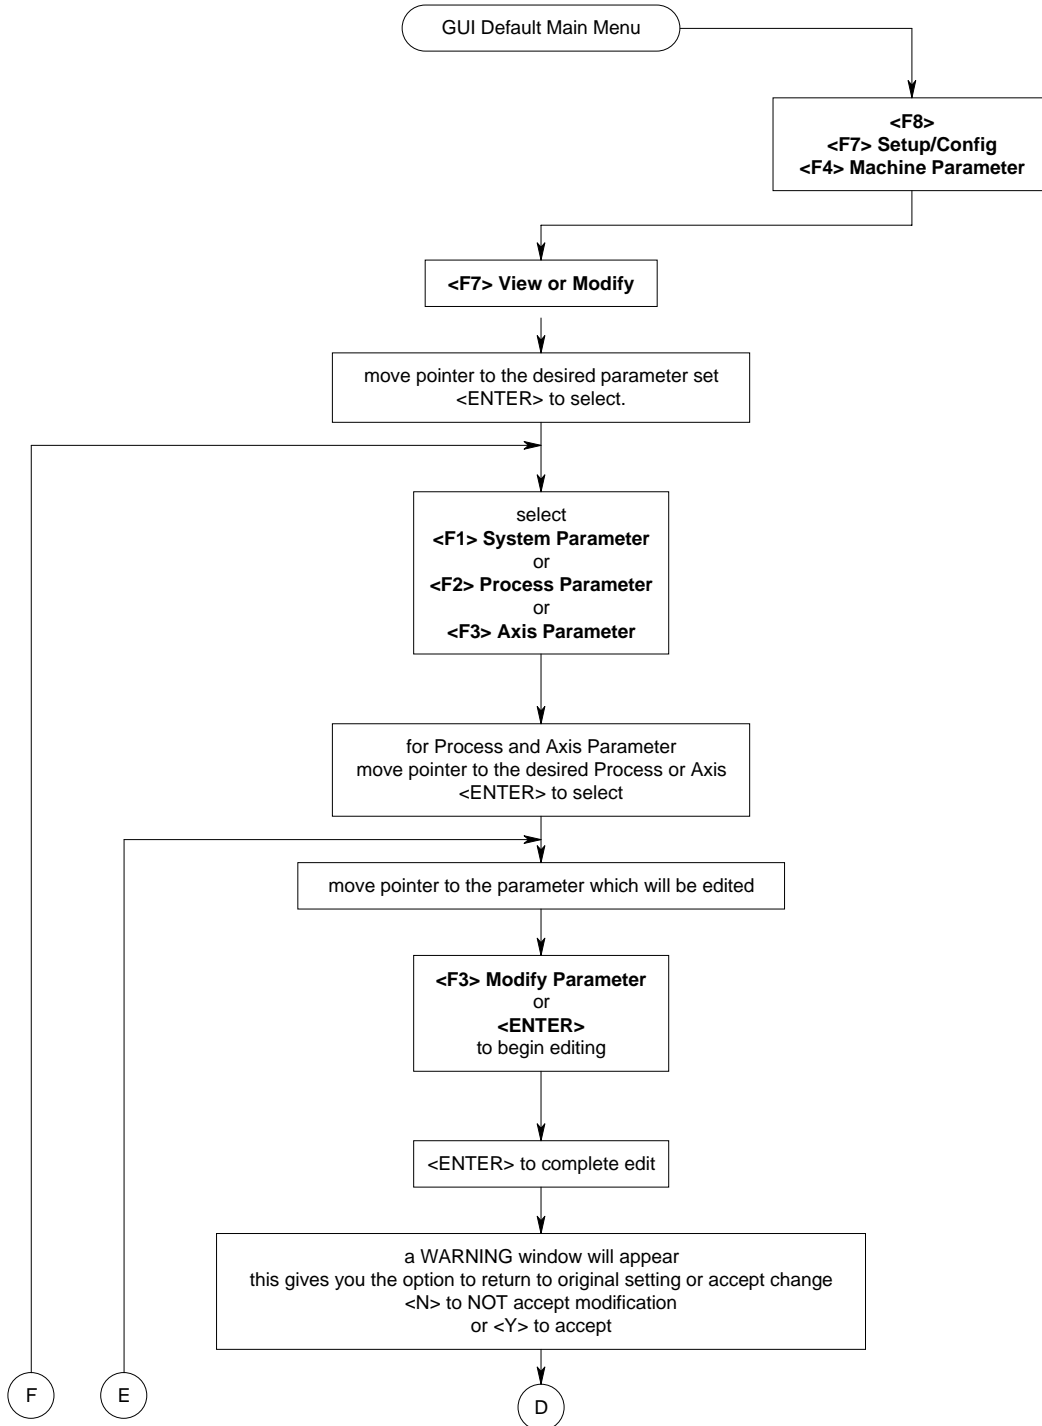 GUI Default Main Menu
<F8>
<F7> Setup/Config
<F4> Machine Parameter
<F7> View or Modify
move pointer to the desired parameter set
<ENTER> to select.
select
<F1> System Parameter
or
<F2> Process Parameter
or
<F3> Axis Parameter
for Process and Axis Parameter
move pointer to the desired Process or Axis
<ENTER> to select
move pointer to the parameter which will be edited
<F3> Modify Parameter
or
<ENTER>
to begin editing
<ENTER> to complete edit
a WARNING window will appear
this gives you the option to return to original setting or accept change
<N> to NOT accept modification
or <Y> to accept
F
E
D